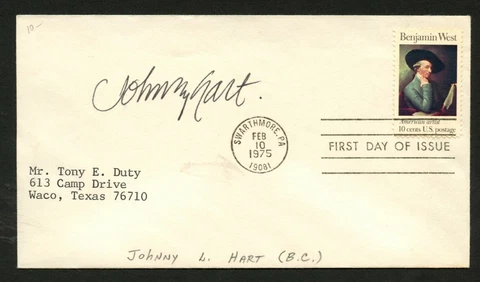 10-
Benjamin West
Johnny Hart.
American artist
10 cents U.S. postage
SWARTHMORE, PA
FEB
10
1975
19081
FIRST DAY OF ISSUE
Mr. Tony E. Duty
613 Camp Drive
Waco, Texas 76710
JOHNNY L. HART (B.C.)